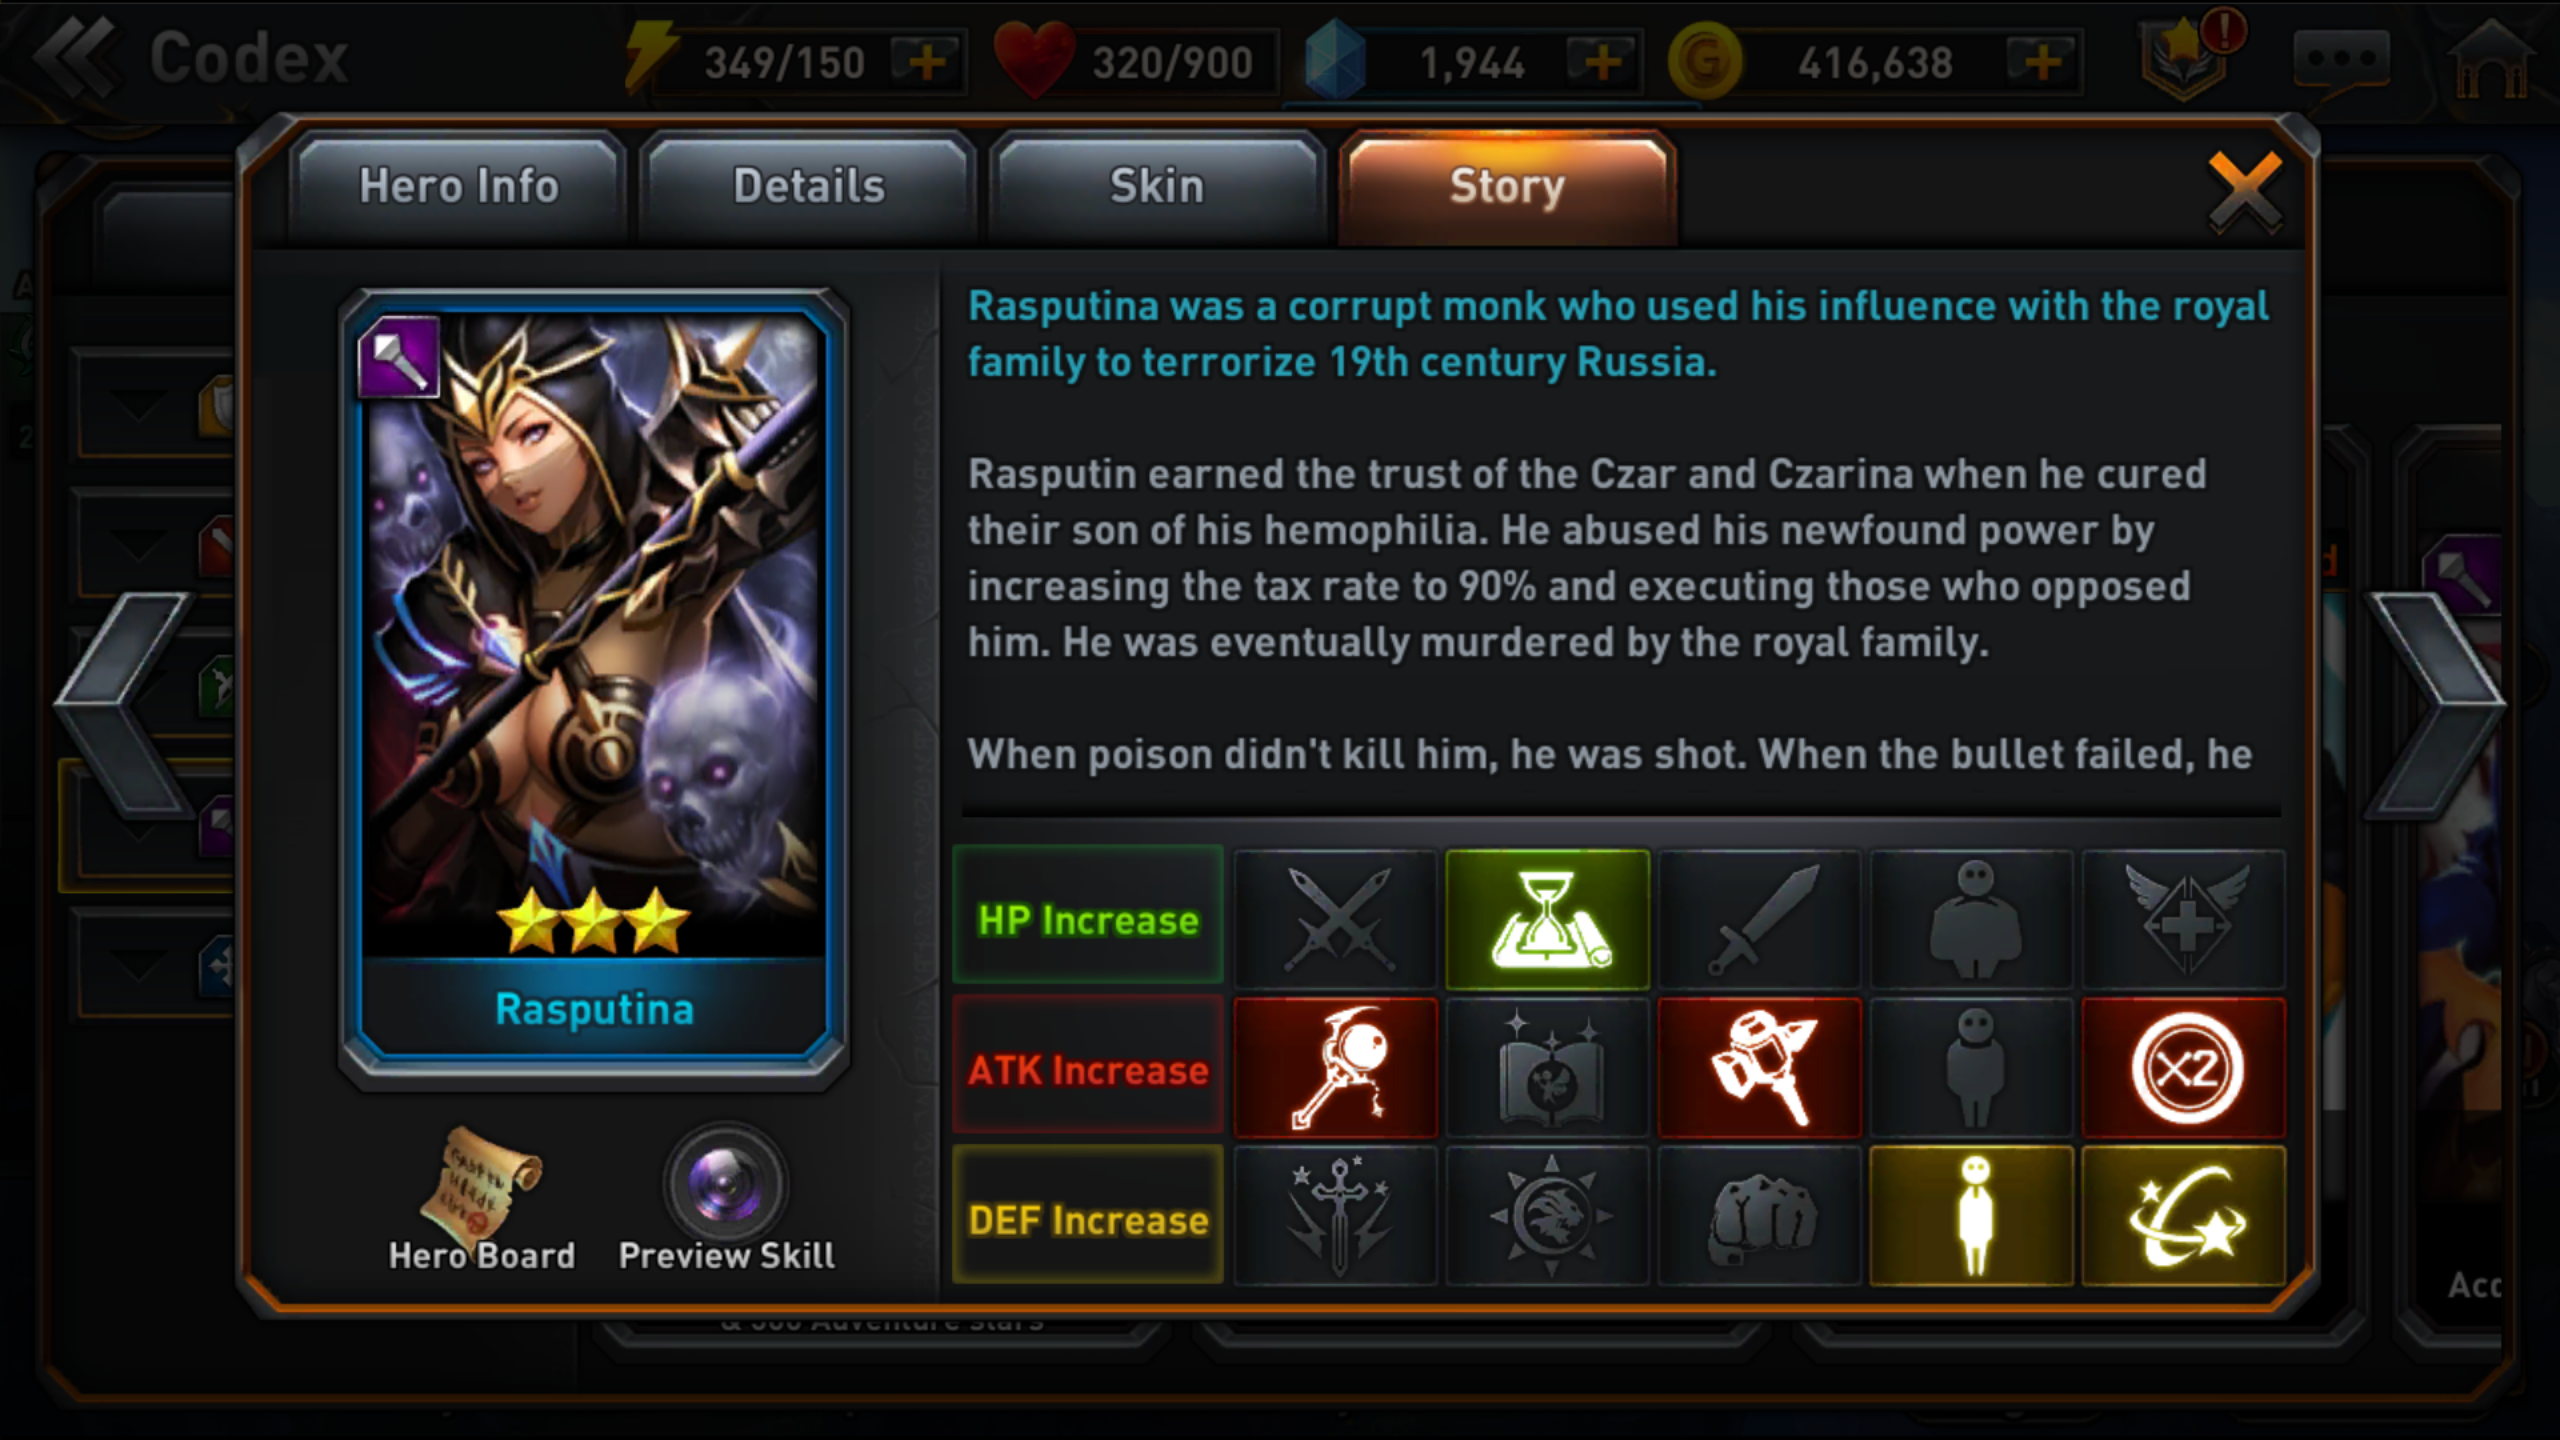 Codex
349/150
320/900
1,944
416,638
Hero Info
Details
Skin
Story
Rasputina was a corrupt monk who used his influence with the royal
family to terrorize 19th century Russia.
Rasputin earned the trust of the Czar and Czarina when he cured
their son of his hemophilia. He abused his newfound power by
increasing the tax rate to 90% and executing those who opposed
him. He was eventually murdered by the royal family.
When poison didn't kill him, he was shot. When the bullet failed, he
Rasputina
Hero Board
Preview Skill
HP Increase
ATK Increase
X2
DEF Increase
Acc